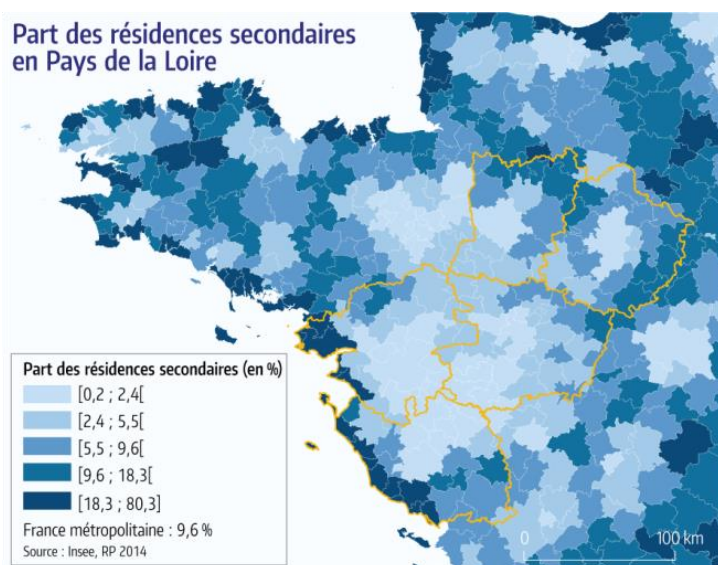 Part des résidences secondaires
en Pays de la Loire
Part des résidences secondaires (en %)
[0,2 ; 2,4[
[2,4 ; 5,5[
[5,5 ; 9,6[
[9,6 ; 18,3[
[18,3 ; 80,3]
France métropolitaine : 9,6 %
Source : Insee, RP 2014
0 100 km